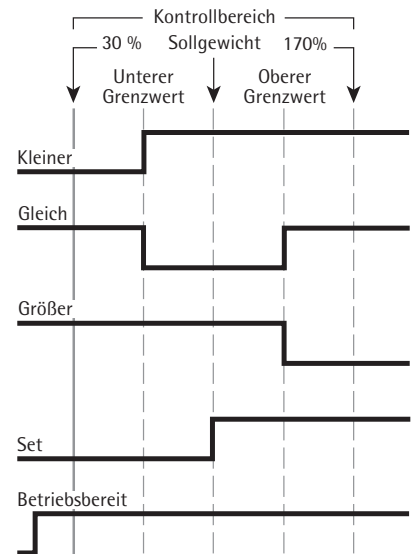 Kontrollbereich
30 % Sollgewicht 170%
Unterer Oberer
Grenzwert Grenzwert
Kleiner
Gleich
Größer
Set
Betriebsbereit